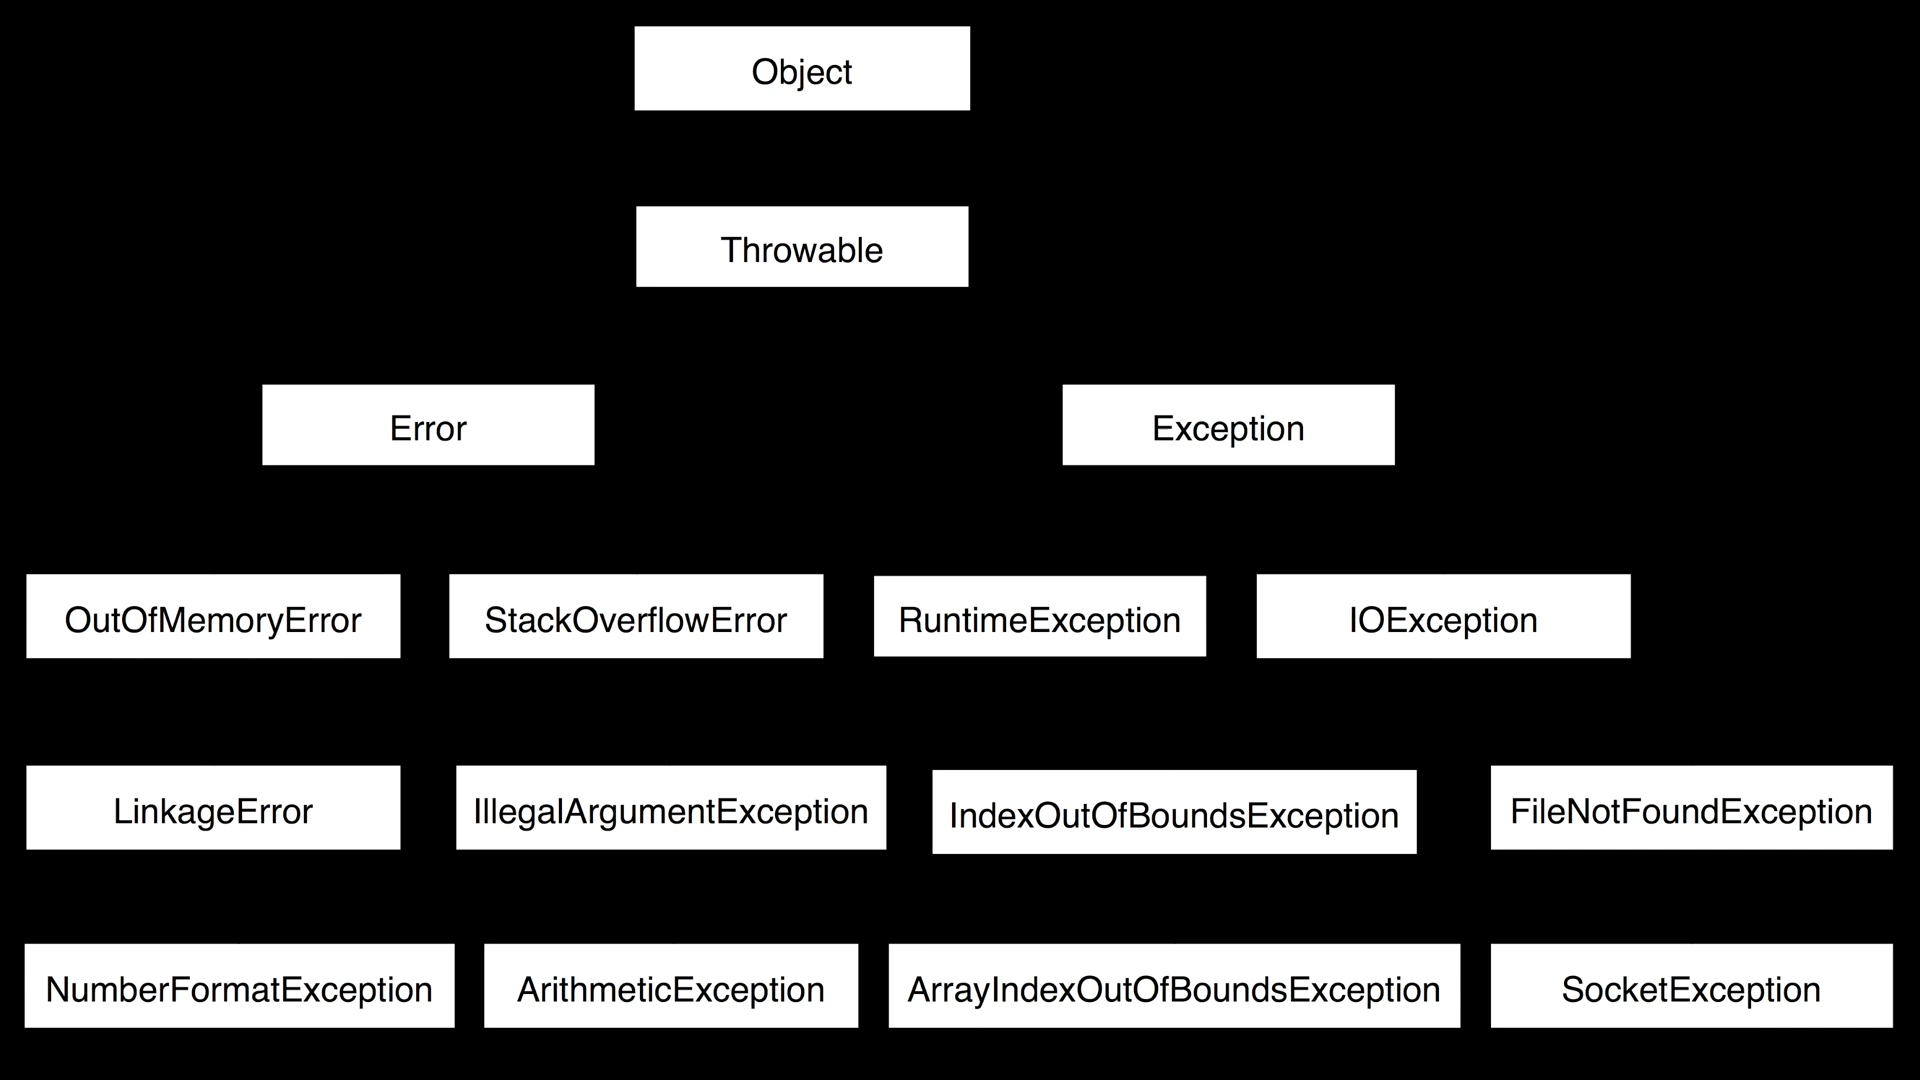 Object
Throwable
Error
Exception
OutOfMemoryError
StackOverflowError
RuntimeException
IOException
LinkageError
IllegalArgumentException
IndexOutOfBoundsException
FileNotFoundException
NumberFormatException
ArithmeticException
ArrayIndexOutOfBoundsException
SocketException